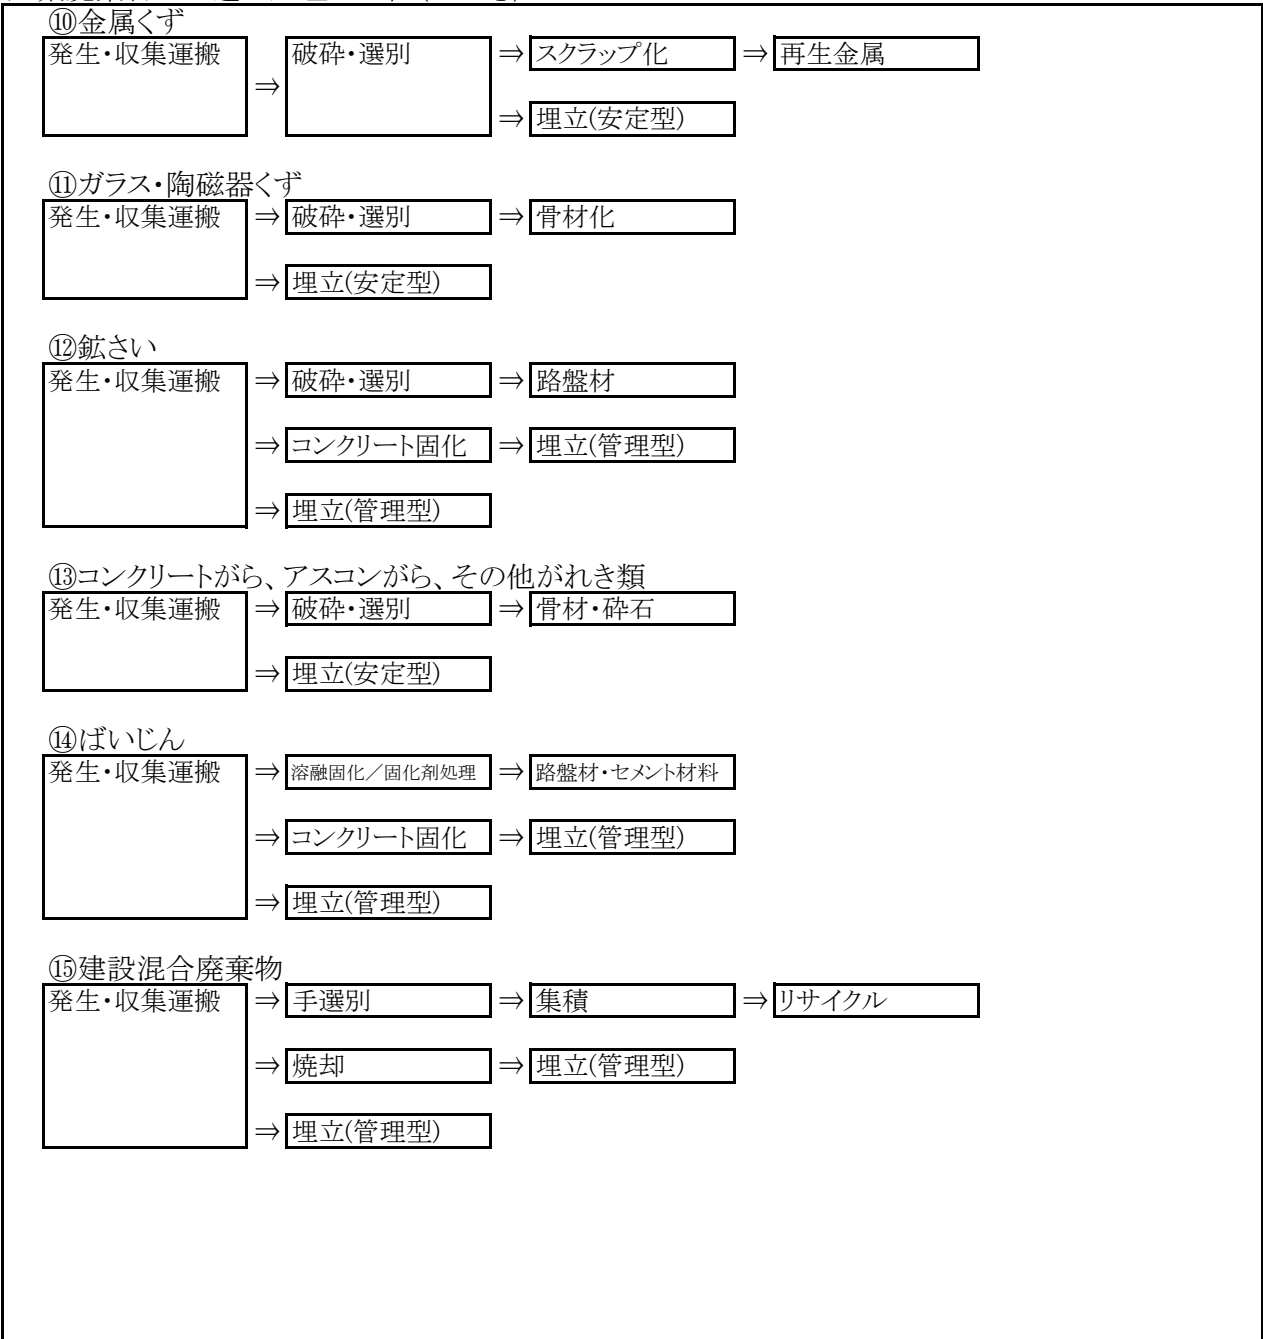 ⑩金属くず
発生・収集運搬 破砕・選別 ⇒ スクラップ化 ⇒ 再生金属
⇒
⇒ 埋立(安定型)
⑪ガラス・陶磁器くず
発生・収集運搬 ⇒ 破砕・選別 ⇒ 骨材化
⇒ 埋立(安定型)
⑫鉱さい
発生・収集運搬 ⇒ 破砕・選別 ⇒ 路盤材
⇒ コンクリート固化 ⇒ 埋立(管理型)
⇒ 埋立(管理型)
⑬コンクリートがら、アスコンがら、その他がれき類
発生・収集運搬 ⇒ 破砕・選別 ⇒ 骨材・砕石
⇒ 埋立(安定型)
⑭ばいじん
発生・収集運搬 ⇒ 溶融固化／固化剤処理 ⇒ 路盤材・セメント材料
⇒ コンクリート固化 ⇒ 埋立(管理型)
⇒ 埋立(管理型)
⑮建設混合廃棄物
発生・収集運搬 ⇒ 手選別 ⇒ 集積 ⇒ リサイクル
⇒ 焼却 ⇒ 埋立(管理型)
⇒ 埋立(管理型)